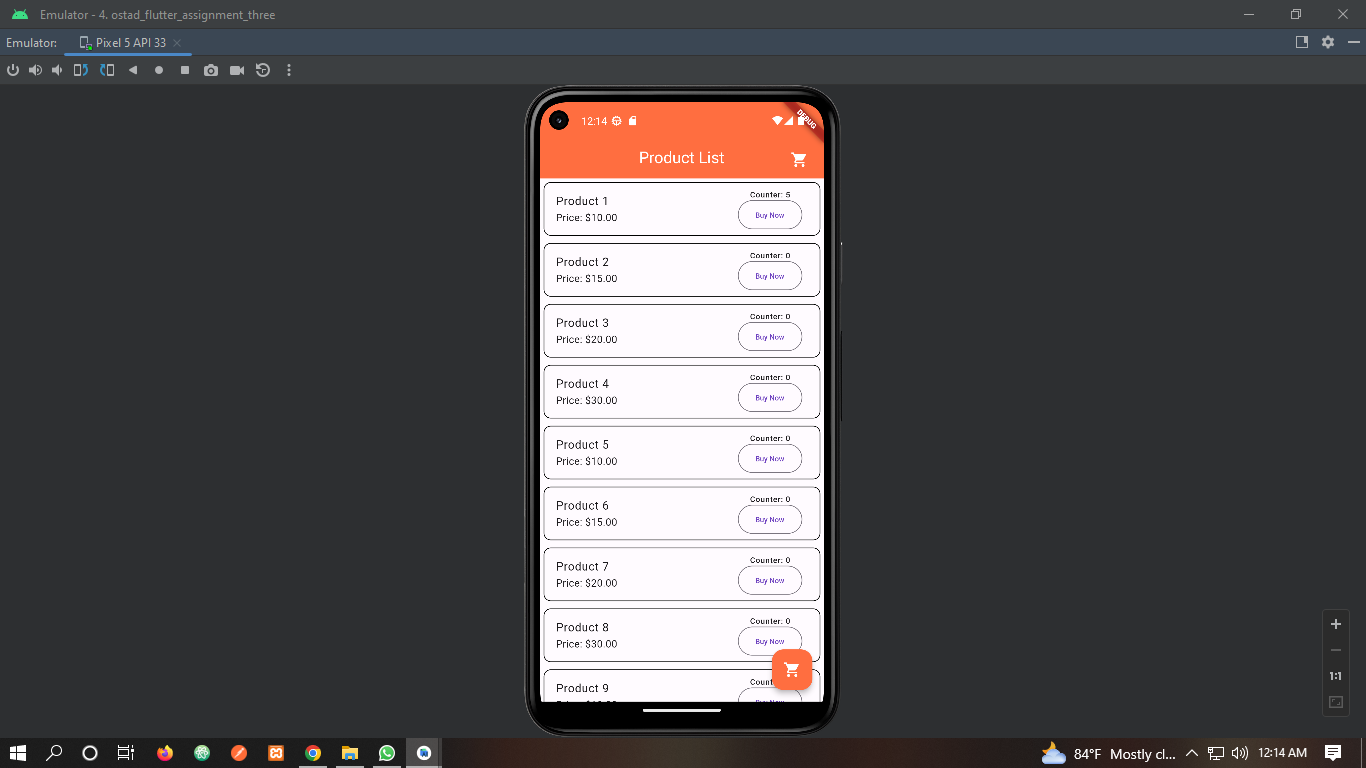 Emulator - 4. ostad_flutter_assignment_three
Emulator: Pixel 5 API 33
12:14
DEBUG
Product List
Counter: 5
Product 1
Buy Now
Price: $10.00
Counter: 0
Product 2
Buy Now
Price: $15.00
Counter: 0
Product 3
Buy Now
Price: $20.00
Counter: 0
Product 4
Buy Now
Price: $30.00
Counter: 0
Product 5
Buy Now
Price: $10.00
Counter: 0
Product 6
Buy Now
Price: $15.00
Counter: 0
Product 7
Buy Now
Price: $20.00
Counter: 0
Product 8
Buy Now
Price: $30.00
Product 9
Buy Now
1:1
84°F Mostly cl... 12:14 AM